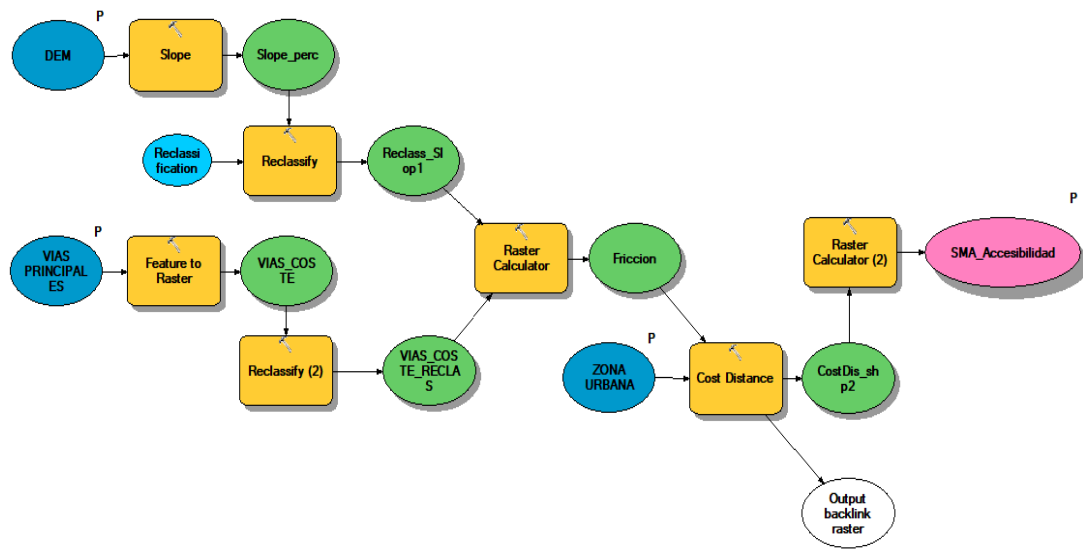 P
DEM
Slope
Slope_perc
Reclassi
fication
Reclassify
Reclass_Sl
op1
P
VIAS
PRINCIPAL
ES
Feature to
Raster
VIAS_COS
TE
Reclassify (2)
VIAS_COS
TE_RECLA
S
Raster
Calculator
Friccion
P
ZONA
URBANA
Cost Distance
CostDis_sh
p2
Output
backlink
raster
Raster
Calculator (2)
P
SMA_Accesibilidad